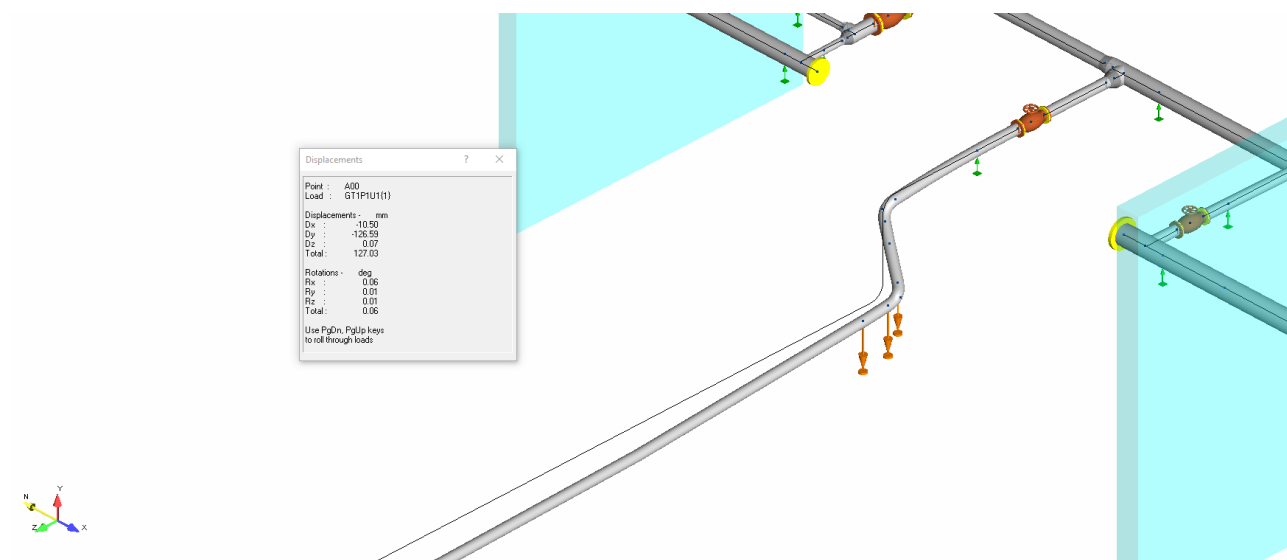 Displacements ? ×
Point : A00
Load : GT1P1U1{1}
Displacements - mm
Dx : -10.50
Dy : -126.59
Dz : 0.07
Total : 127.03
Rotations - deg
Rx : 0.06
Ry : 0.01
Rz : 0.01
Total : 0.06
Use PgDn, PgUp keys
to roll through loads
Y
N
Z
X